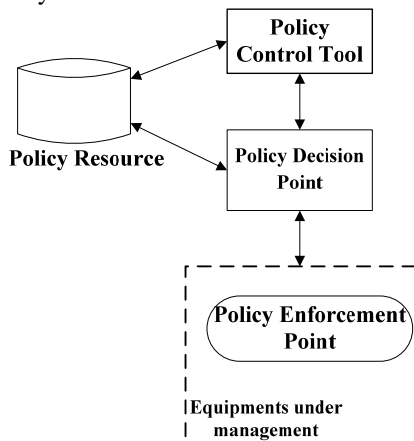 Policy
Control Tool
Policy Resource
Policy Decision
Point
Policy Enforcement
Point
Equipments under
management